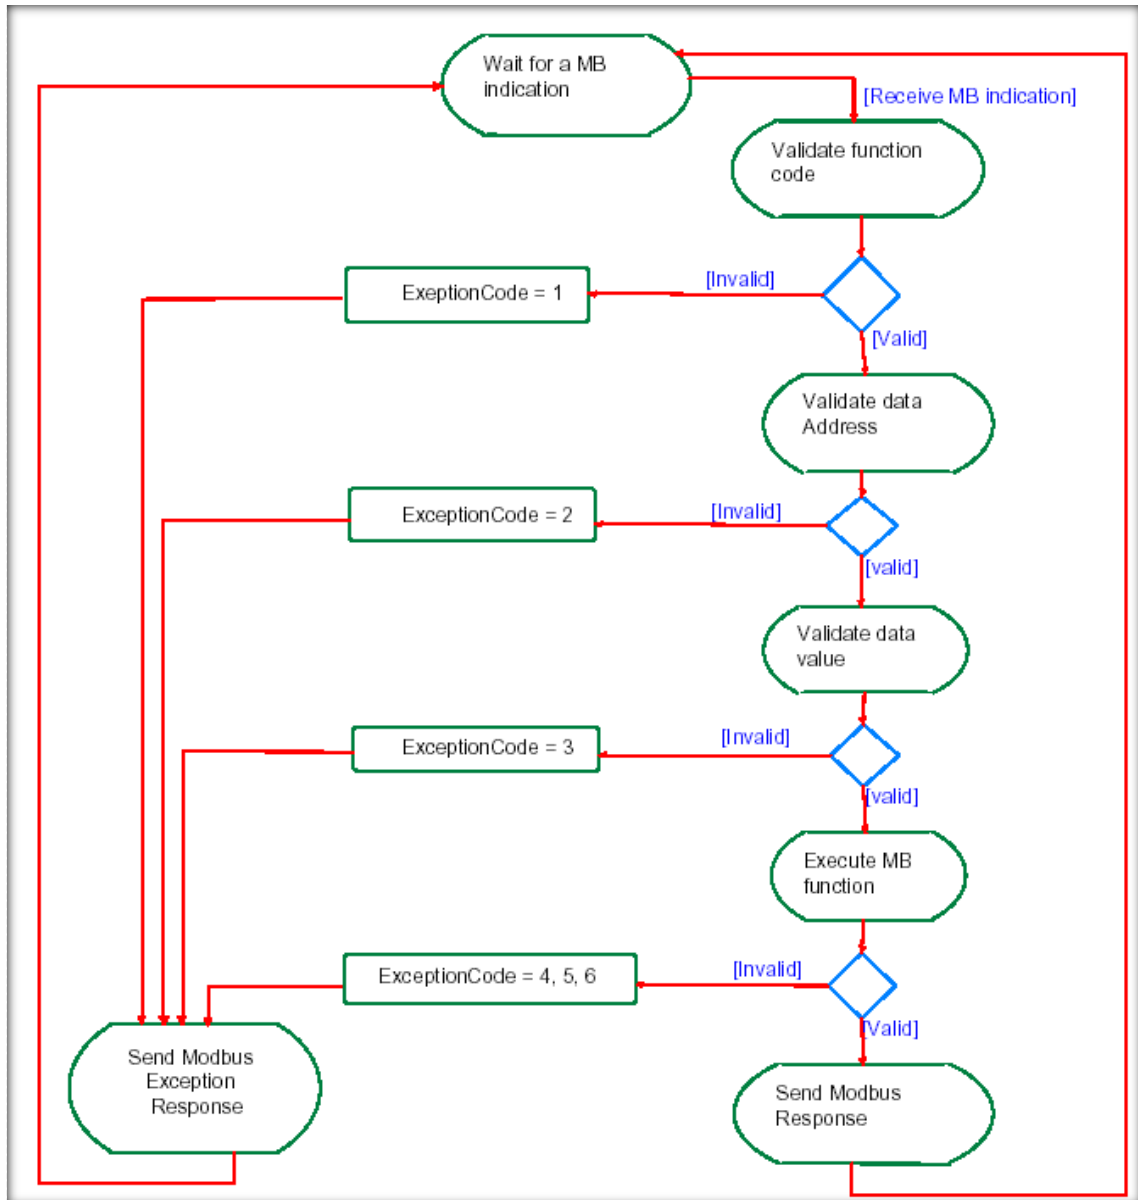 Wait for a MB
indication
[Receive MB indication]
Validate function
code
[Invalid]
ExeptionCode = 1
[Valid]
Validate data
Address
[Invalid]
ExceptionCode = 2
[valid]
Validate data
value
[Invalid]
ExceptionCode = 3
[valid]
Execute MB
function
[Invalid]
ExceptionCode = 4, 5, 6
[Valid]
Send Modbus
Exception
Response
Send Modbus
Response